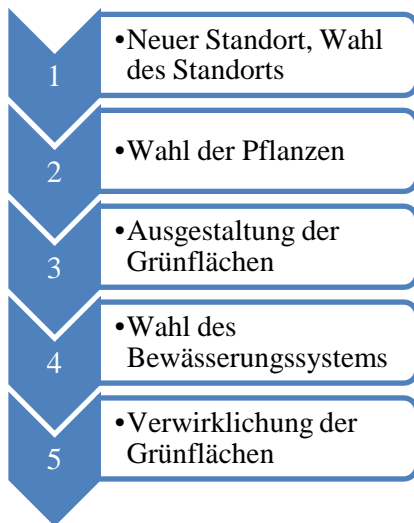 1
•Neuer Standort, Wahl
des Standorts
2
•Wahl der Pflanzen
3
•Ausgestaltung der
Grünflächen
4
•Wahl des
Bewässerungssystems
5
•Verwirklichung der
Grünflächen